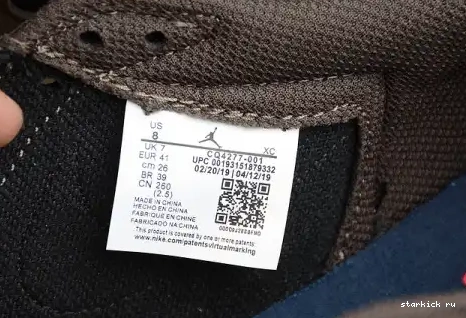 US
8
XC
UK 7
CQ4277-001
EUR 41
UPC 00193151879332
cm 26
02/20/19 | 04/12/19
BR 39
CN 260
(2.5)
MADE IN CHINA
HECHO EN CHINA
FABRIQUÉ EN CHINE
FABRICADO NA CHINA
This product is covered by one or more patents:
www.nike.com/patentsvirtualmarking
starkick ru